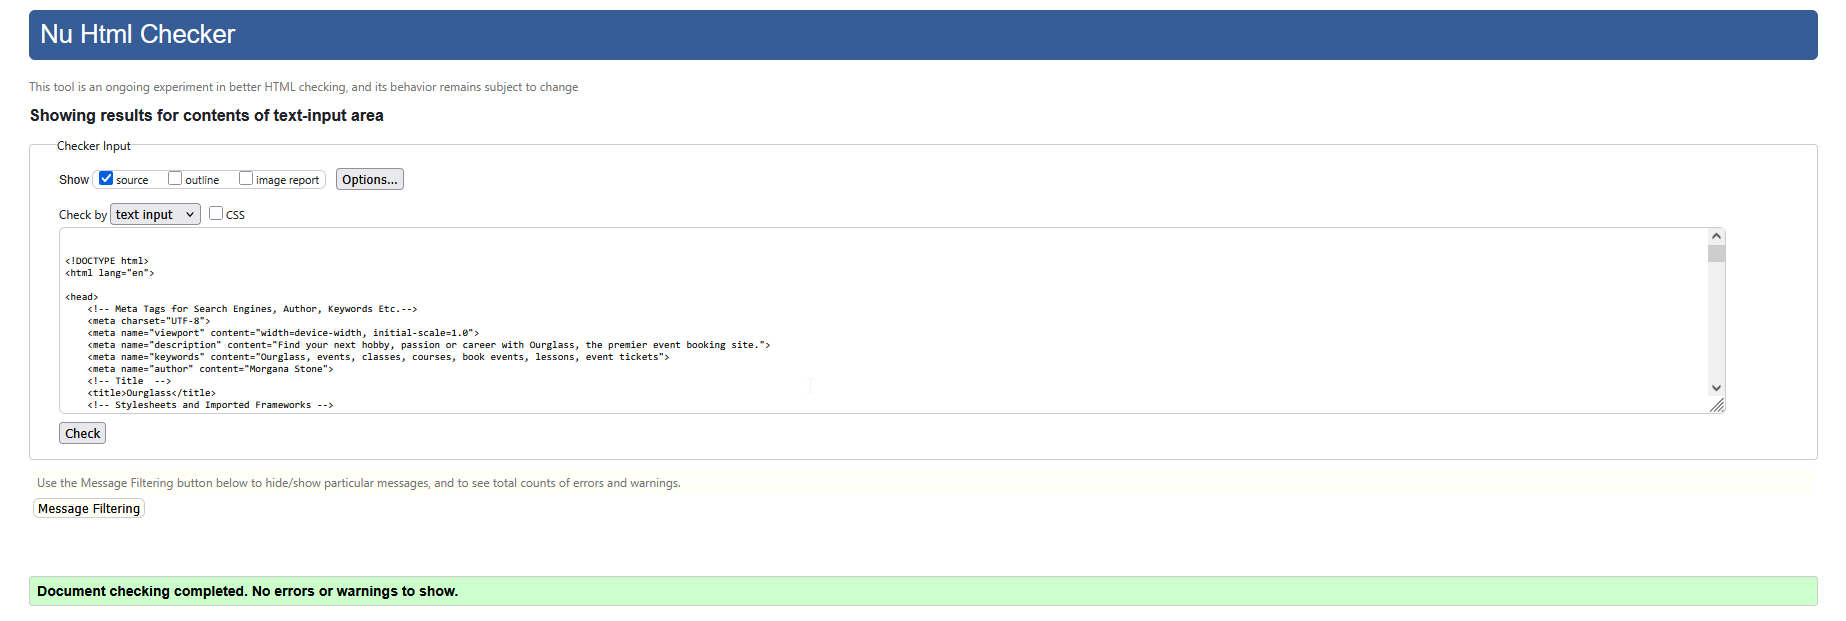 Nu Html Checker
This tool is an ongoing experiment in better HTML checking, and its behavior remains subject to change
Showing results for contents of text-input area
Checker Input
Show source outline image report Options...
Check by text input CSS
<!DOCTYPE html>
<html lang="en">
<head>
<!-- Meta Tags for Search Engines, Author, Keywords Etc.-->
<meta charset="UTF-8">
<meta name="viewport" content="width=device-width, initial-scale=1.0">
<meta name="description" content="Find your next hobby, passion or career with Ourglass, the premier event booking site.">
<meta name="keywords" content="Ourglass, events, classes, courses, book events, lessons, event tickets">
<meta name="author" content="Morgana Stone">
<!-- Title  -->
<title>Ourglass</title>
<!-- Stylesheets and Imported Frameworks -->
Check
Use the Message Filtering button below to hide/show particular messages, and to see total counts of errors and warnings.
Message Filtering
Document checking completed. No errors or warnings to show.